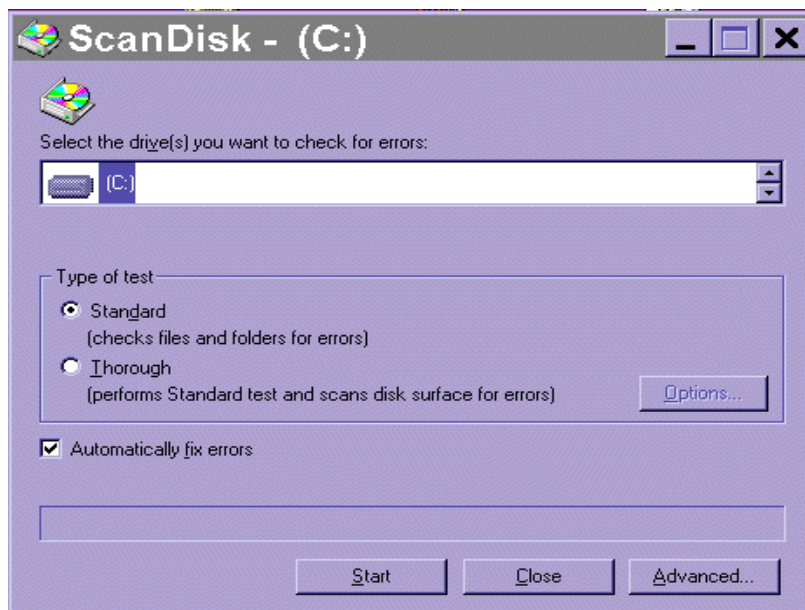 ScanDisk - (C:)
Select the drive(s) you want to check for errors:
(C:)
Type of test
Standard
(checks files and folders for errors)
Thorough
(performs Standard test and scans disk surface for errors)
Options...
Automatically fix errors
Start Close Advanced...